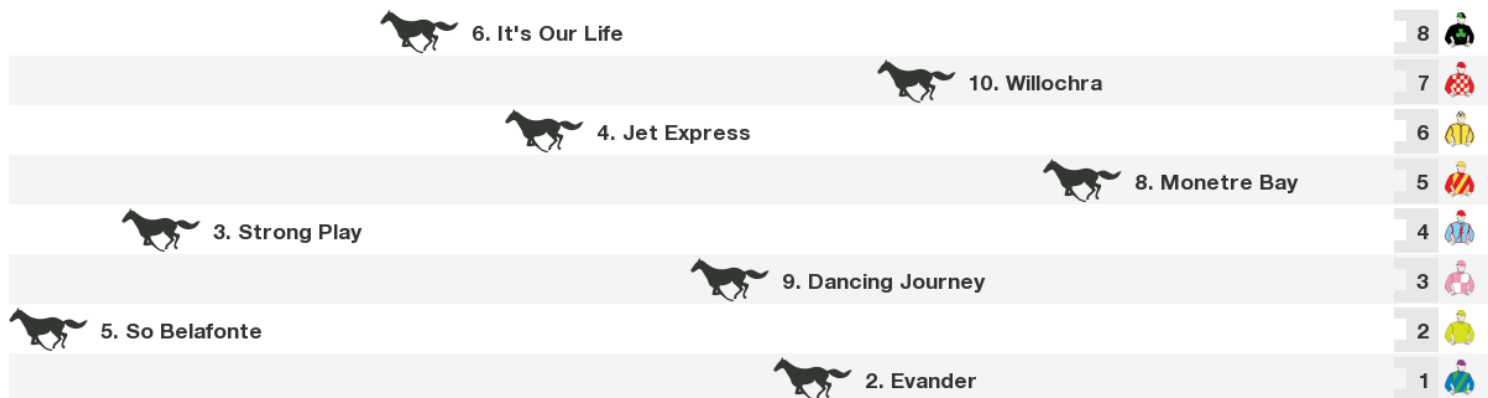 6. It's Our Life 8
10. Willochra 7
4. Jet Express 6
8. Monetre Bay 5
3. Strong Play 4
9. Dancing Journey 3
5. So Belafonte 2
2. Evander 1